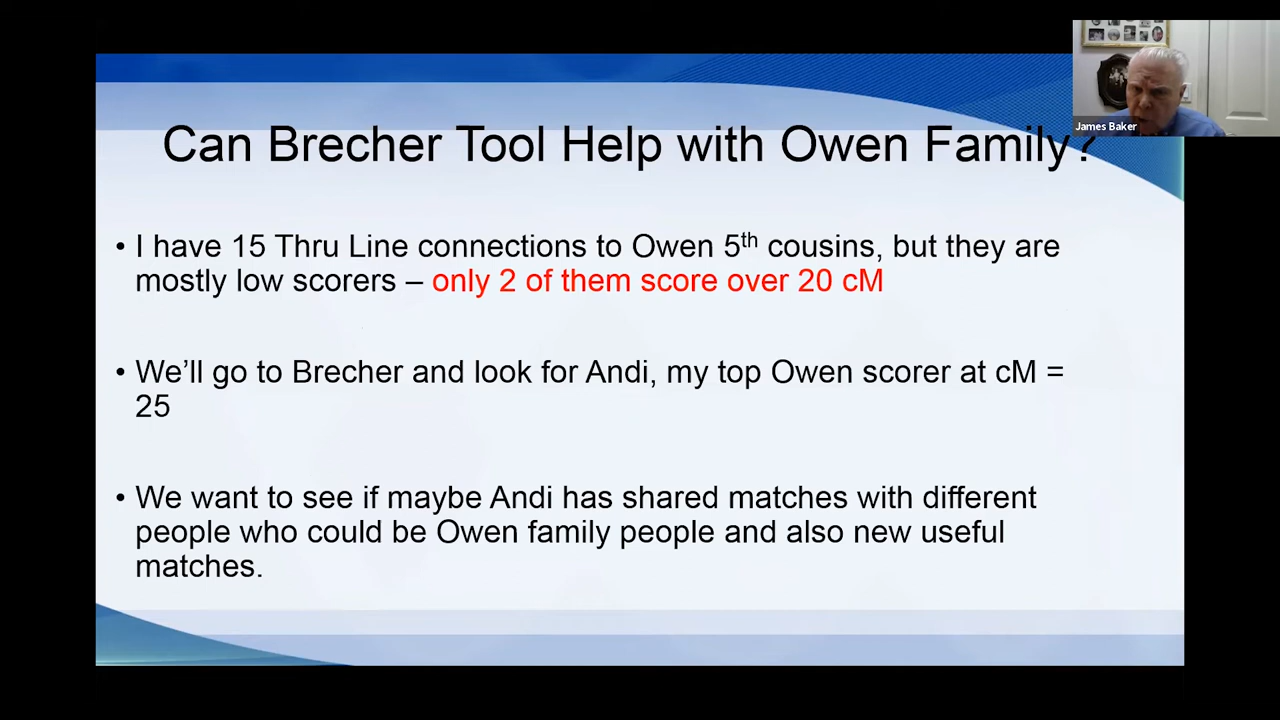 James Baker
Can Brecher Tool Help with Owen Family?
• I have 15 Thru Line connections to Owen 5th cousins, but they are
mostly low scorers – only 2 of them score over 20 cM
• We’ll go to Brecher and look for Andi, my top Owen scorer at cM =
25
• We want to see if maybe Andi has shared matches with different
people who could be Owen family people and also new useful
matches.